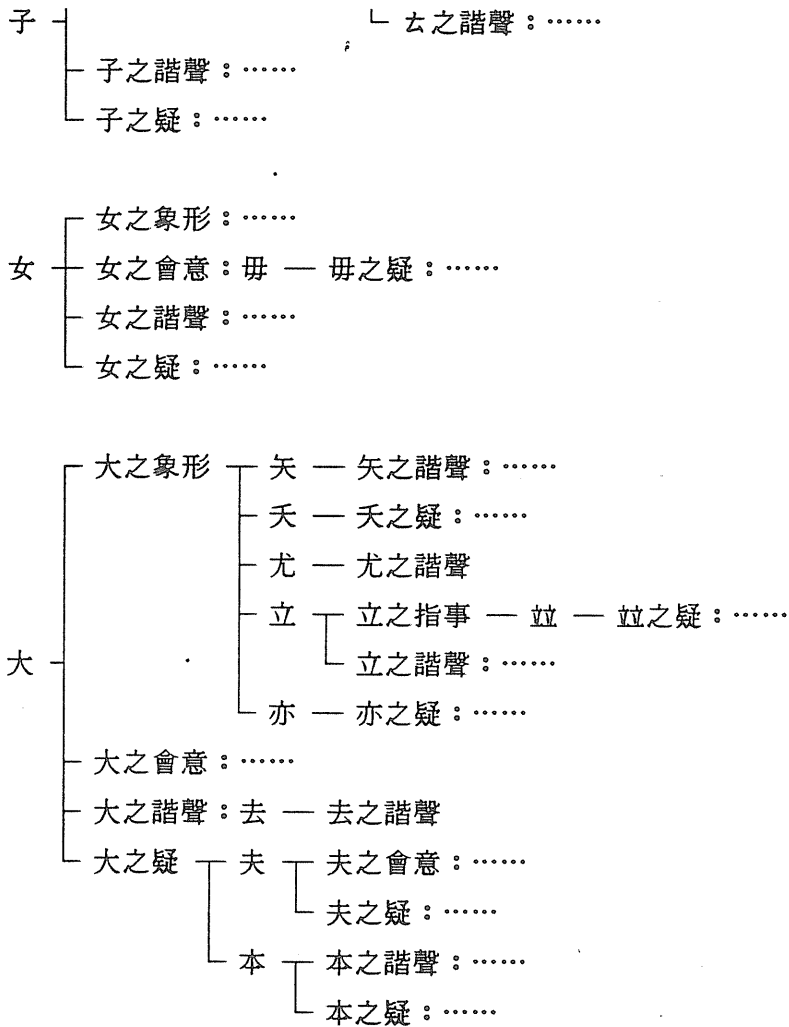 子 ㄊ之諧聲：……
子之諧聲：……
子之疑：……
女之象形：……
女 女之會意：毋 — 毋之疑：……
女之諧聲：……
女之疑：……
大之象形 矢 — 矢之諧聲：……
夭 — 夭之疑：……
尤 — 尤之諧聲
立 立之指事 — 竝 — 竝之疑：……
大 立之諧聲：……
亦 — 亦之疑：……
大之會意：……
大之諧聲：去 — 去之諧聲
大之疑 夫 夫之會意：……
夫之疑：……
本 本之諧聲：……
本之疑：……